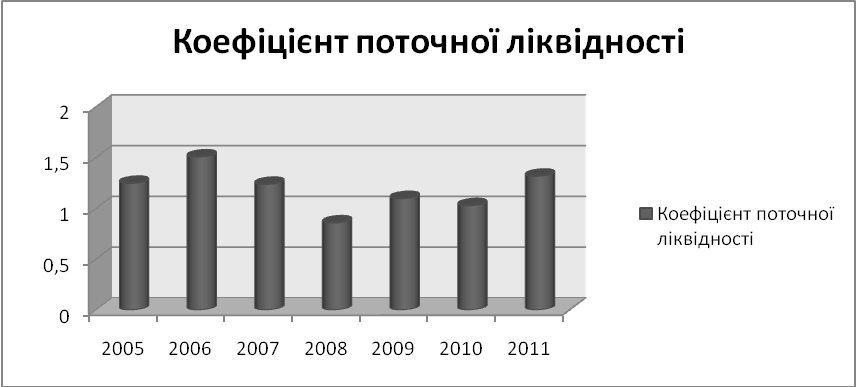 Коефіцієнт поточної ліквідності
2
1,5
1
0,5
0
2005 2006 2007 2008 2009 2010 2011
Коефіцієнт поточної
ліквідності